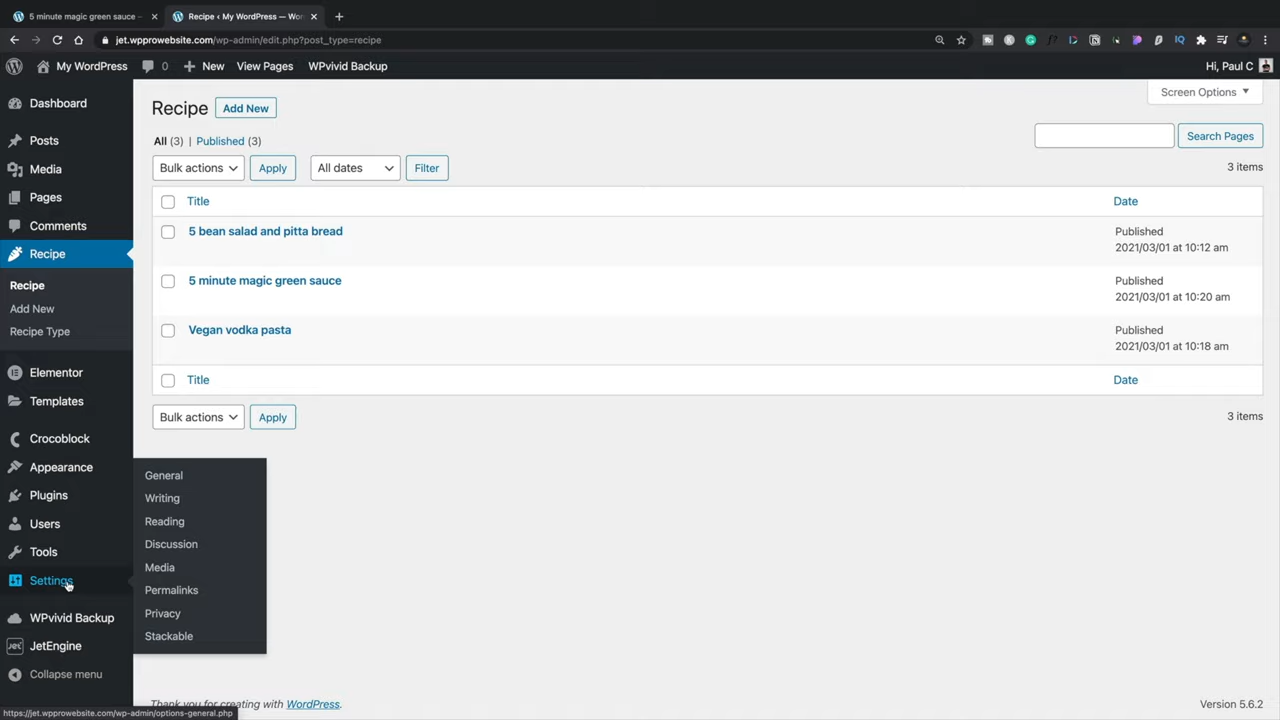 5 minute magic green sauce –
Recipe ‹ My WordPress — Wor
jet.wpprowebsite.com/wp-admin/edit.php?post_type=recipe
My WordPress 0 New View Pages WPvivid Backup Hi, Paul C
Dashboard
Posts
Media
Pages
Comments
Recipe
Recipe
Add New
Recipe Type
Elementor
Templates
Crocoblock
Appearance
Plugins
Users
Tools
Settings
WPvivid Backup
JetEngine
Collapse menu
General
Writing
Reading
Discussion
Media
Permalinks
Privacy
Stackable
Screen Options
Recipe Add New
All (3) | Published (3)
Search Pages
Bulk actions Apply All dates Filter
3 items
Title Date
5 bean salad and pitta bread Published
2021/03/01 at 10:12 am
5 minute magic green sauce Published
2021/03/01 at 10:20 am
Vegan vodka pasta Published
2021/03/01 at 10:18 am
Title Date
Bulk actions Apply 3 items
Thank you for creating with WordPress. Version 5.6.2
https://jet.wpprowebsite.com/wp-admin/options-general.php